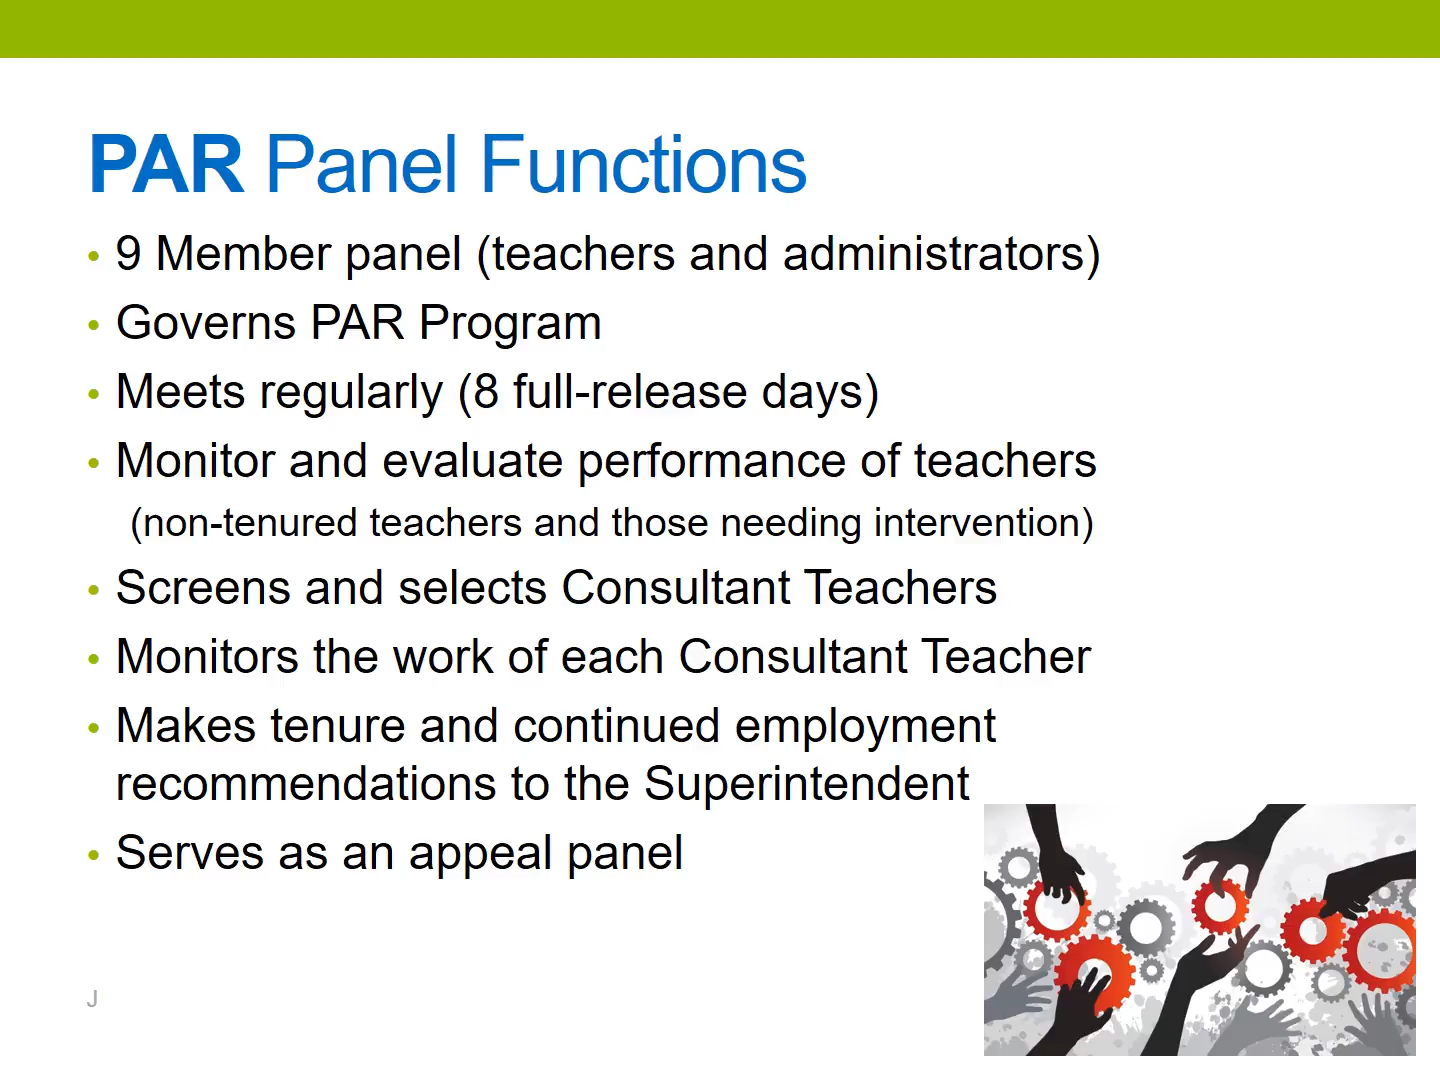 PAR Panel Functions
• 9 Member panel (teachers and administrators)
• Governs PAR Program
• Meets regularly (8 full-release days)
• Monitor and evaluate performance of teachers
(non-tenured teachers and those needing intervention)
• Screens and selects Consultant Teachers
• Monitors the work of each Consultant Teacher
• Makes tenure and continued employment
recommendations to the Superintendent
• Serves as an appeal panel
J